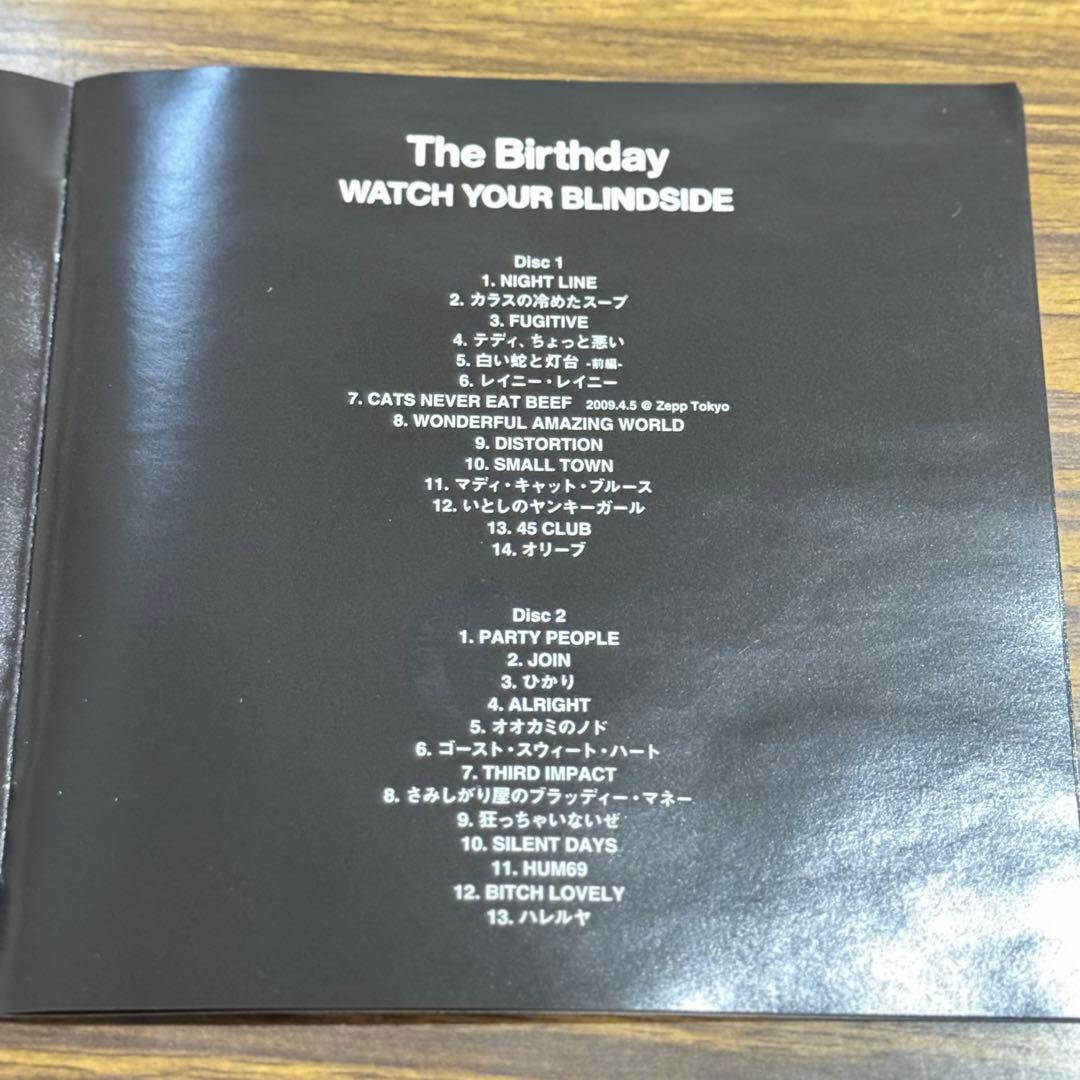 The Birthday
WATCH YOUR BLINDSIDE
Disc 1
1. NIGHT LINE
2. カラスの冷めたスープ
3. FUGITIVE
4. テディ、ちょっと悪い
5. 白い蛇と灯台 -前編-
6. レイニー・レイニー
7. CATS NEVER EAT BEEF 2009.4.5 @ Zepp Tokyo
8. WONDERFUL AMAZING WORLD
9. DISTORTION
10. SMALL TOWN
11. マディ・キャット・ブルース
12. いとしのヤンキーガール
13. 45 CLUB
14. オリーブ
Disc 2
1. PARTY PEOPLE
2. JOIN
3. ひかり
4. ALRIGHT
5. オオカミのノド
6. ゴースト・スウィート・ハート
7. THIRD IMPACT
8. さみしがり屋のブラッディー・マネー
9. 狂っちゃいないぜ
10. SILENT DAYS
11. HUM69
12. BITCH LOVELY
13. ハレルヤ